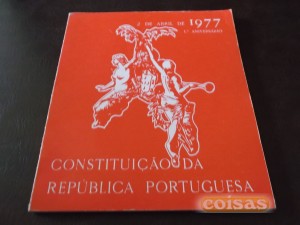 2 DE ABRIL DE 1977
1.º ANIVERSÁRIO
CONSTITUIÇÃO DA
REPÚBLICA PORTUGUESA
coisas